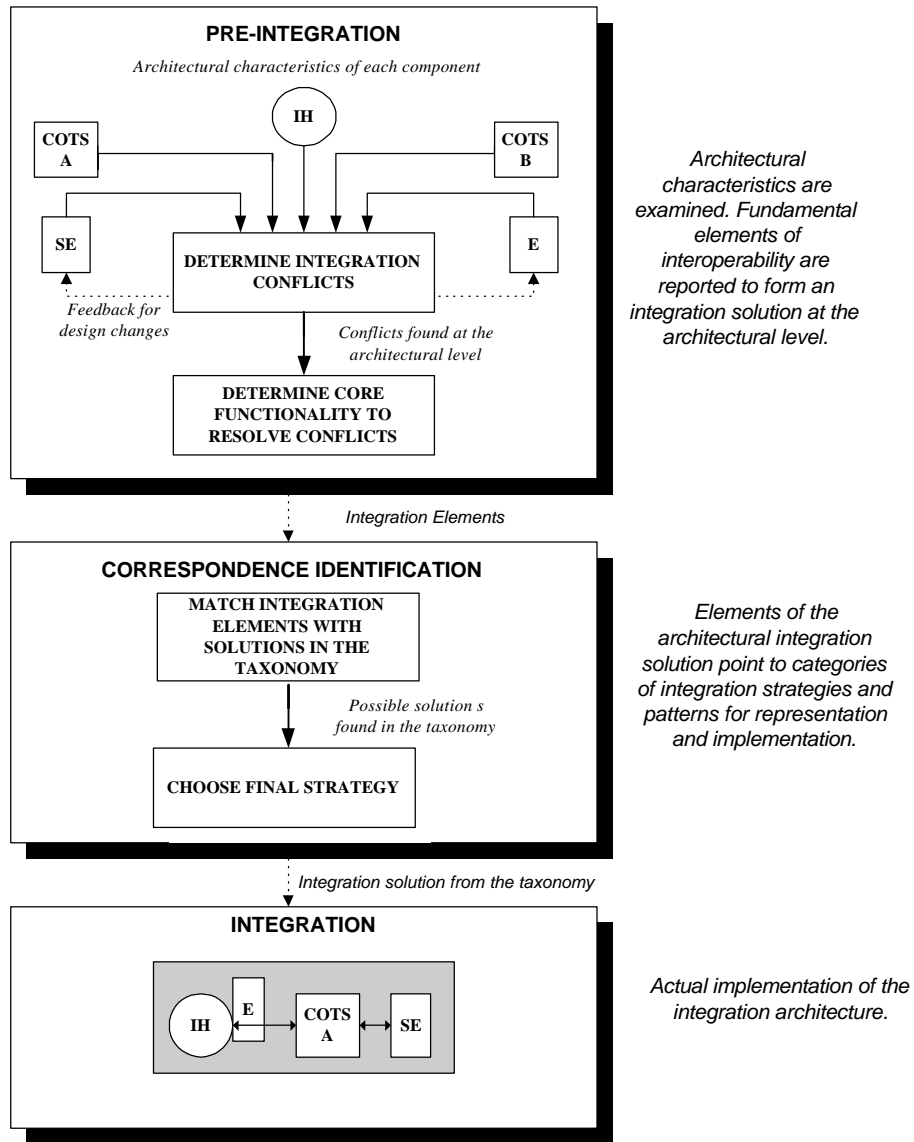 PRE-INTEGRATION
Architectural characteristics of each component
IH
COTS
A
COTS
B
SE
E
DETERMINE INTEGRATION
CONFLICTS
Feedback for
design changes
Conflicts found at the
architectural level
DETERMINE CORE
FUNCTIONALITY TO
RESOLVE CONFLICTS
Architectural
characteristics are
examined. Fundamental
elements of
interoperability are
reported to form an
integration solution at the
architectural level.
Integration Elements
CORRESPONDENCE IDENTIFICATION
MATCH INTEGRATION
ELEMENTS WITH
SOLUTIONS IN THE
TAXONOMY
Possible solution s
found in the taxonomy
CHOOSE FINAL STRATEGY
Elements of the
architectural integration
solution point to categories
of integration strategies and
patterns for representation
and implementation.
Integration solution from the taxonomy
INTEGRATION
IH
E
COTS
A
SE
Actual implementation of the
integration architecture.